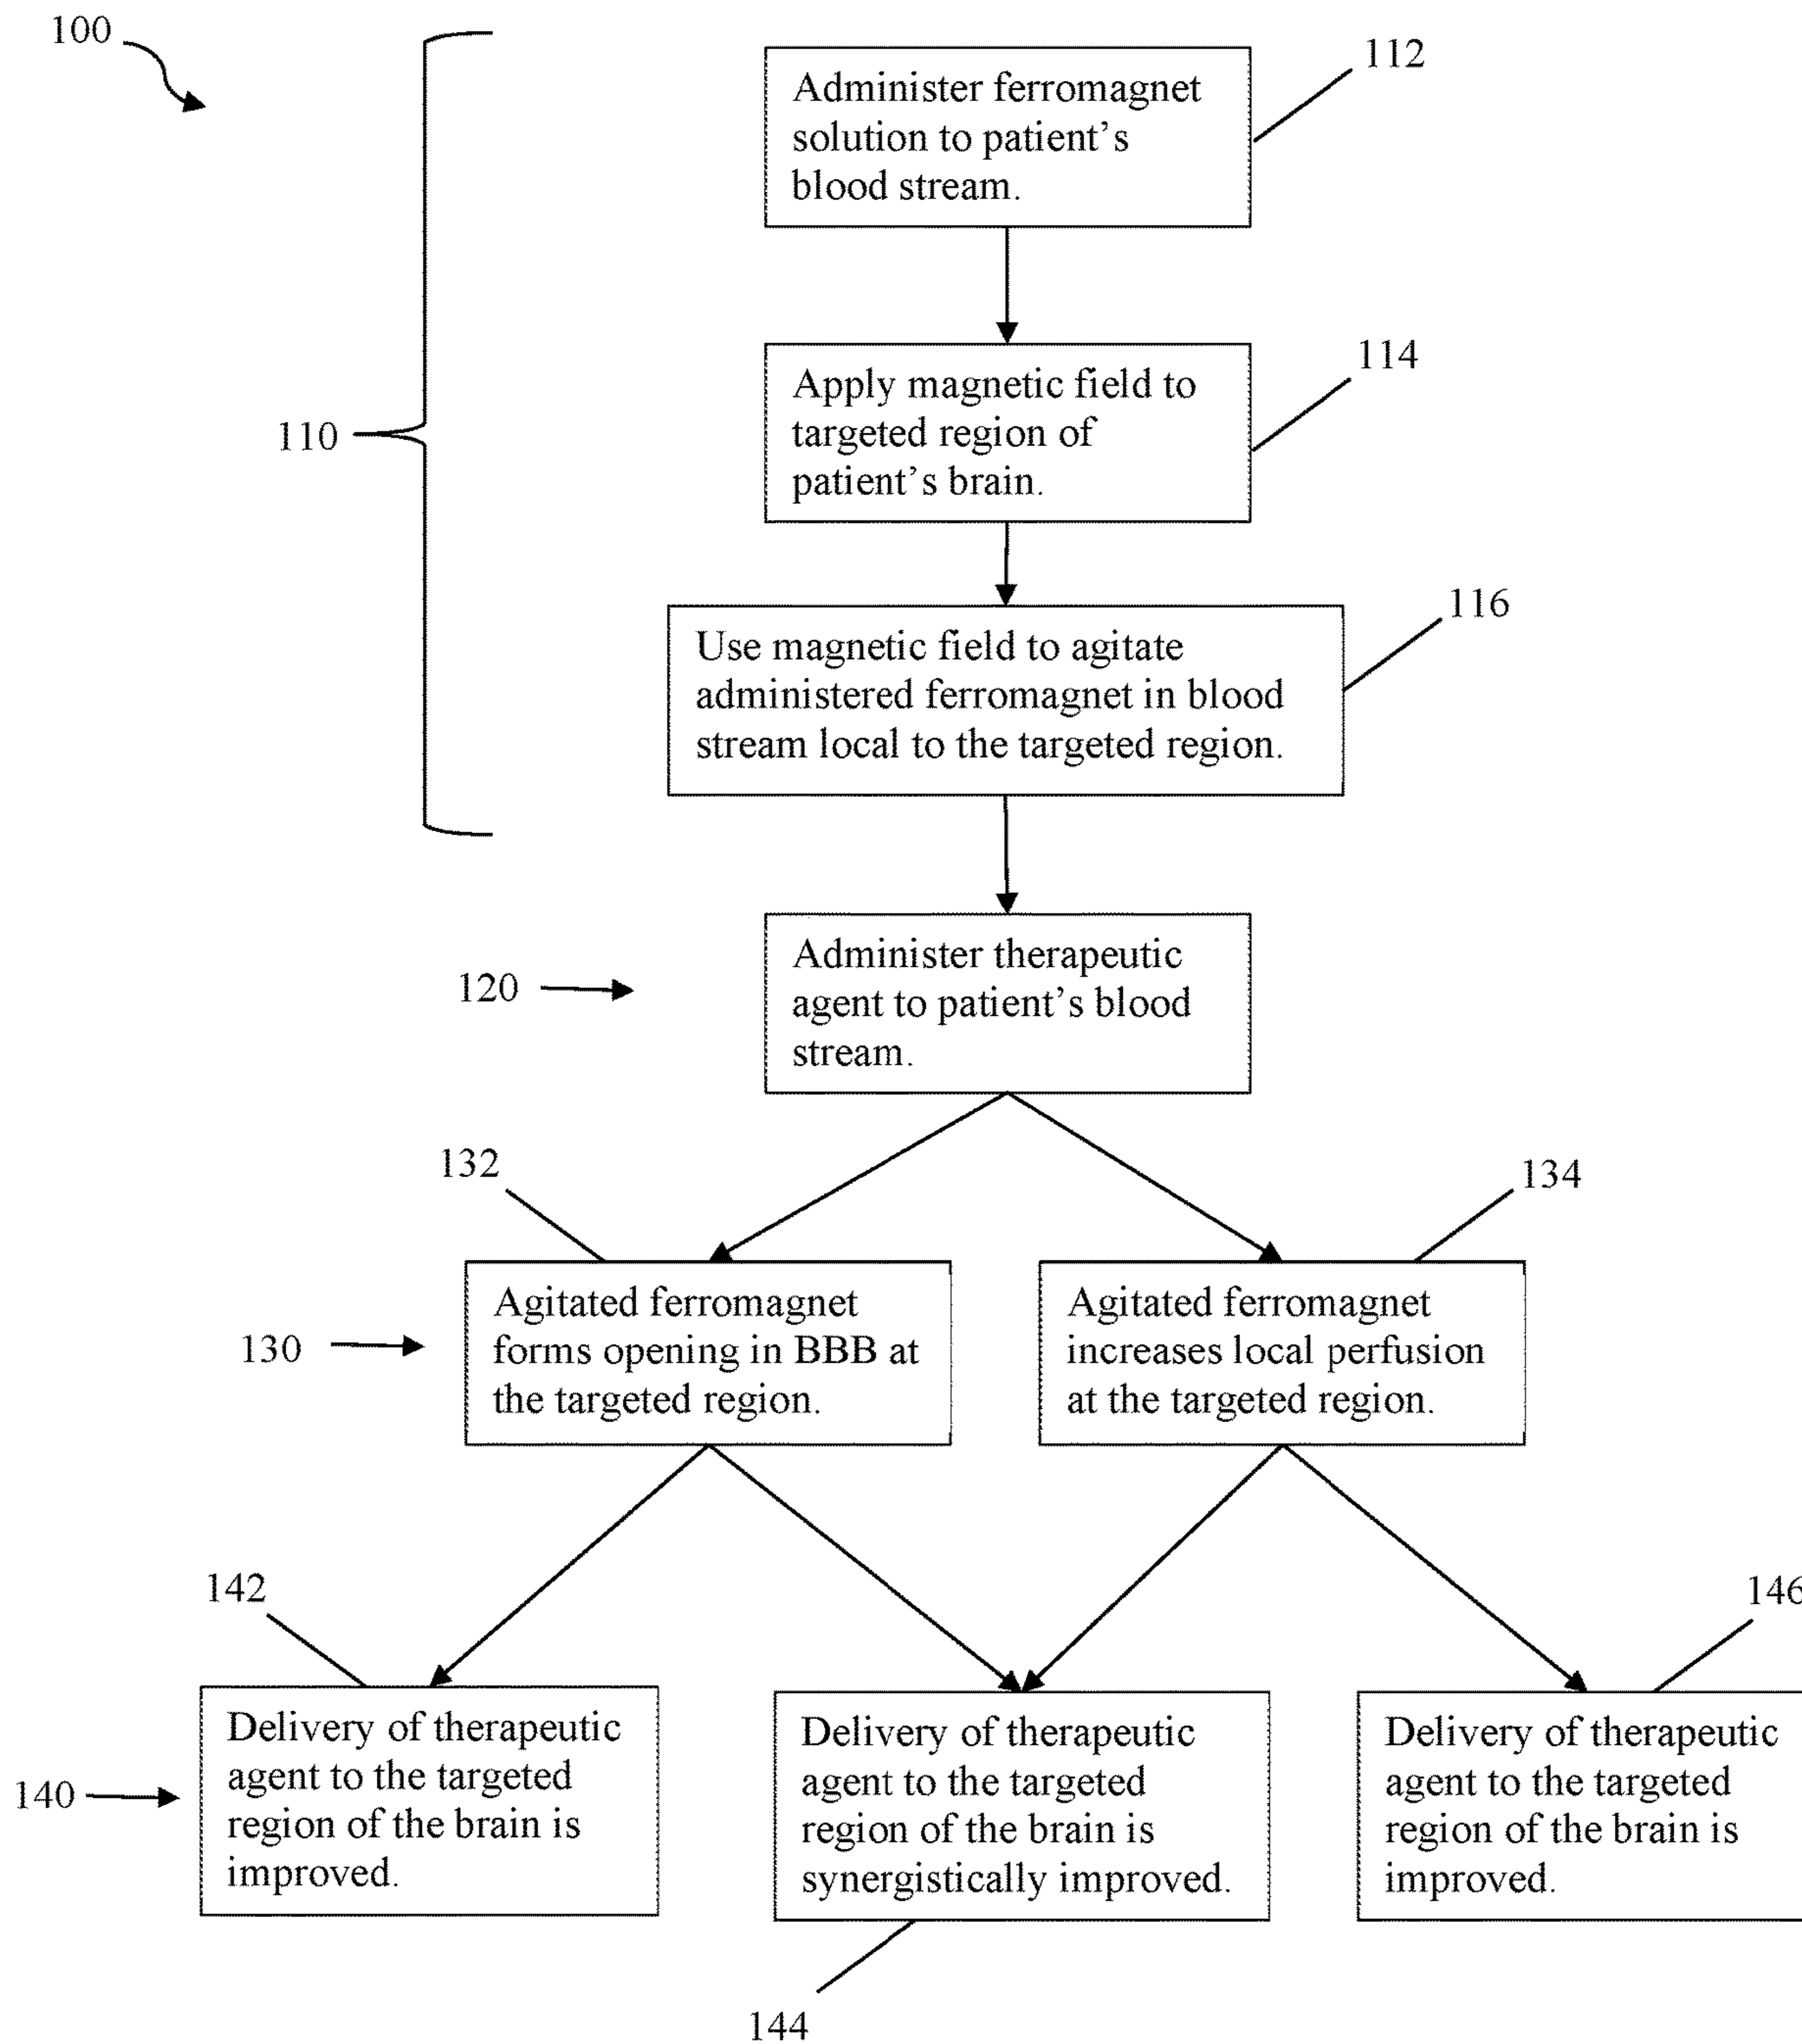 100
112
Administer ferromagnet
solution to patient's
blood stream.
114
Apply magnetic field to
targeted region of
patient's brain.
110
116
Use magnetic field to agitate
administered ferromagnet in blood
stream local to the targeted region.
120
Administer therapeutic
agent to patient's blood
stream.
132
134
130
Agitated ferromagnet
forms opening in BBB at
the targeted region.
Agitated ferromagnet
increases local perfusion
at the targeted region.
142
146
140
Delivery of therapeutic
agent to the targeted
region of the brain is
improved.
Delivery of therapeutic
agent to the targeted
region of the brain is
synergistically improved.
Delivery of therapeutic
agent to the targeted
region of the brain is
improved.
144